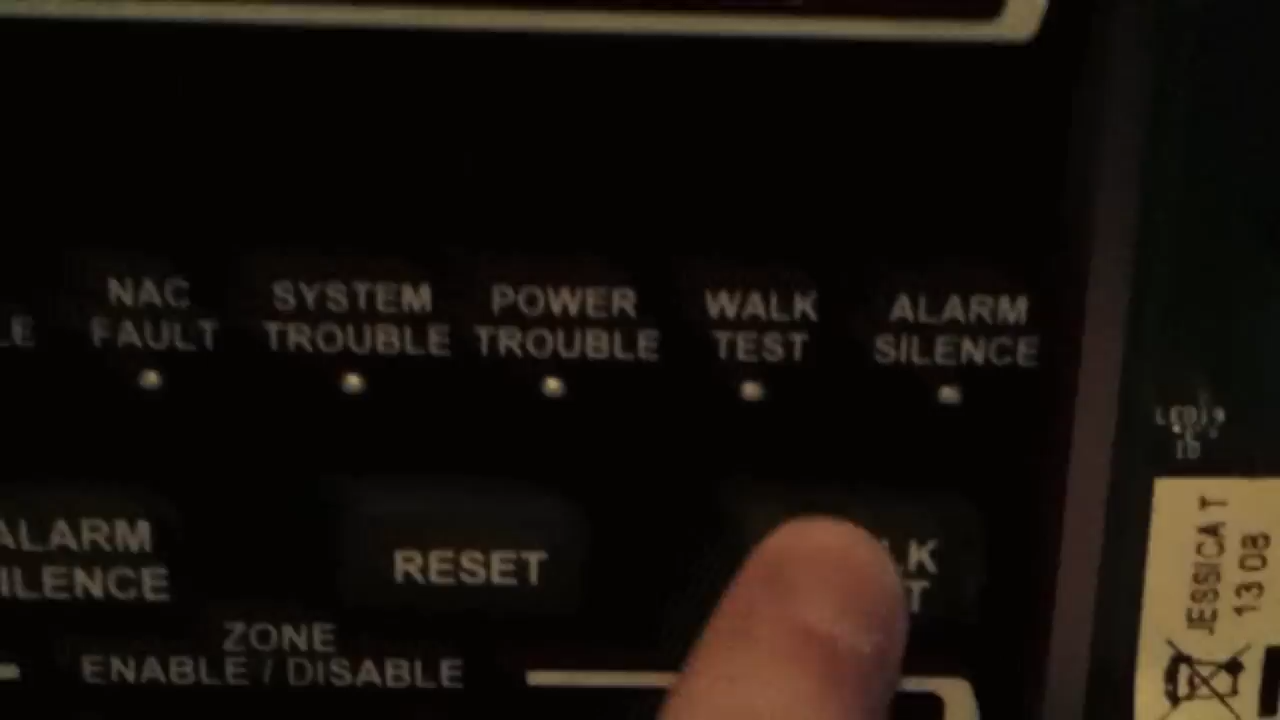 NAC
FAULT
SYSTEM
TROUBLE
POWER
TROUBLE
WALK
TEST
ALARM
SILENCE
LE
ALARM
ILENCE
RESET
LK
T
ZONE
ENABLE / DISABLE
JESSICA T
13 08